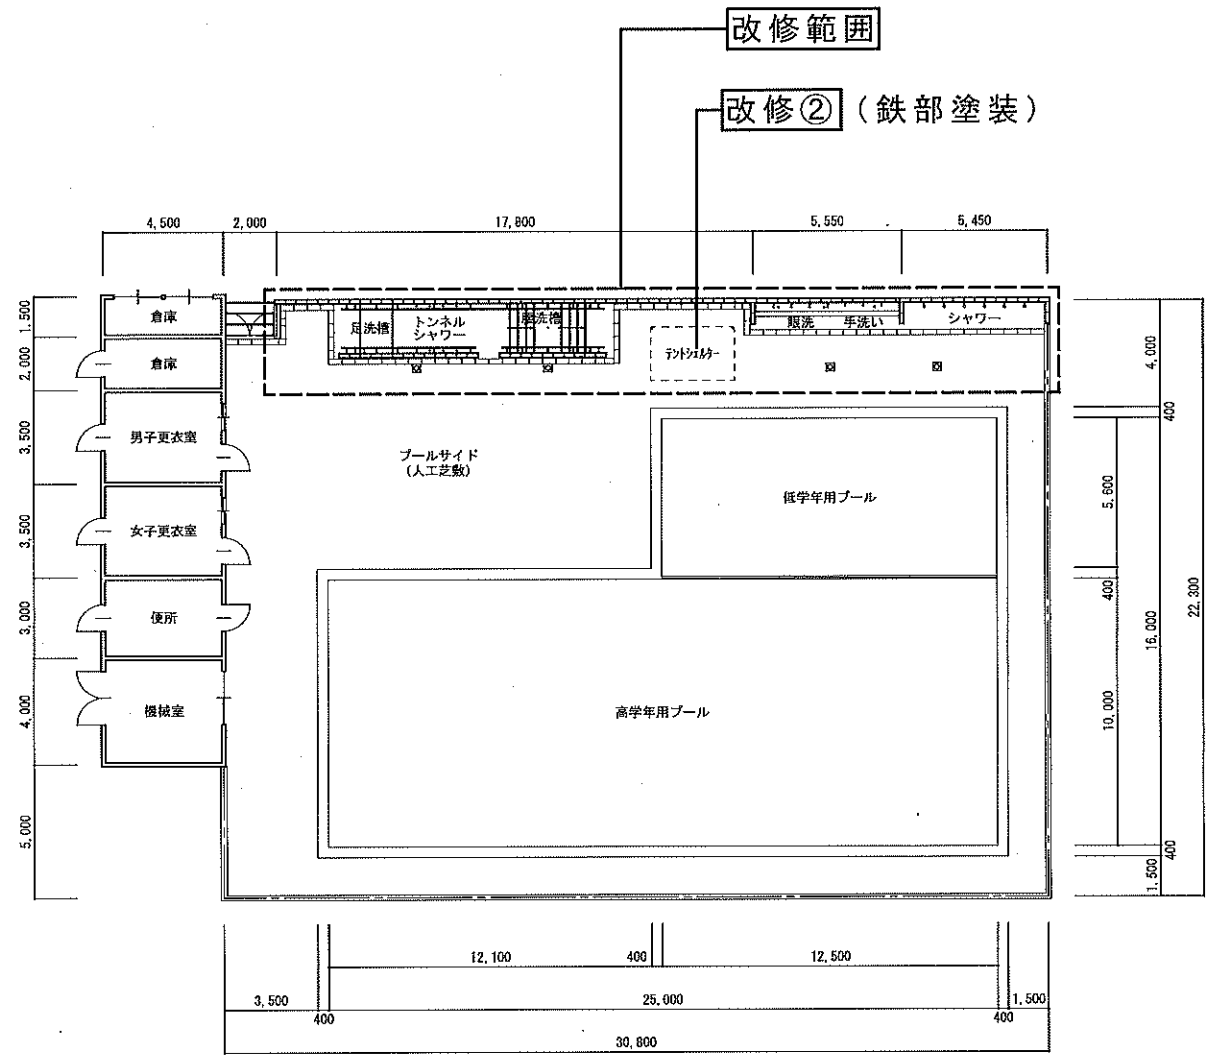 改修範囲
改修②（鉄部塗装）
4,500
2,000
17,800
5,550
5,450
1,500
2,000
3,500
3,500
3,000
4,000
5,000
倉庫
倉庫
男子更衣室
女子更衣室
便所
機械室
足洗槽
トンネル
シャワー
テントシェルター
眼洗
手洗い
シャワー
プールサイド
（人工芝敷）
低学年用プール
高学年用プール
4,000
400
5,600
400
16,000
22,300
10,000
400
1,500
12,100
400
12,500
3,500
25,000
1,500
400
400
30,800